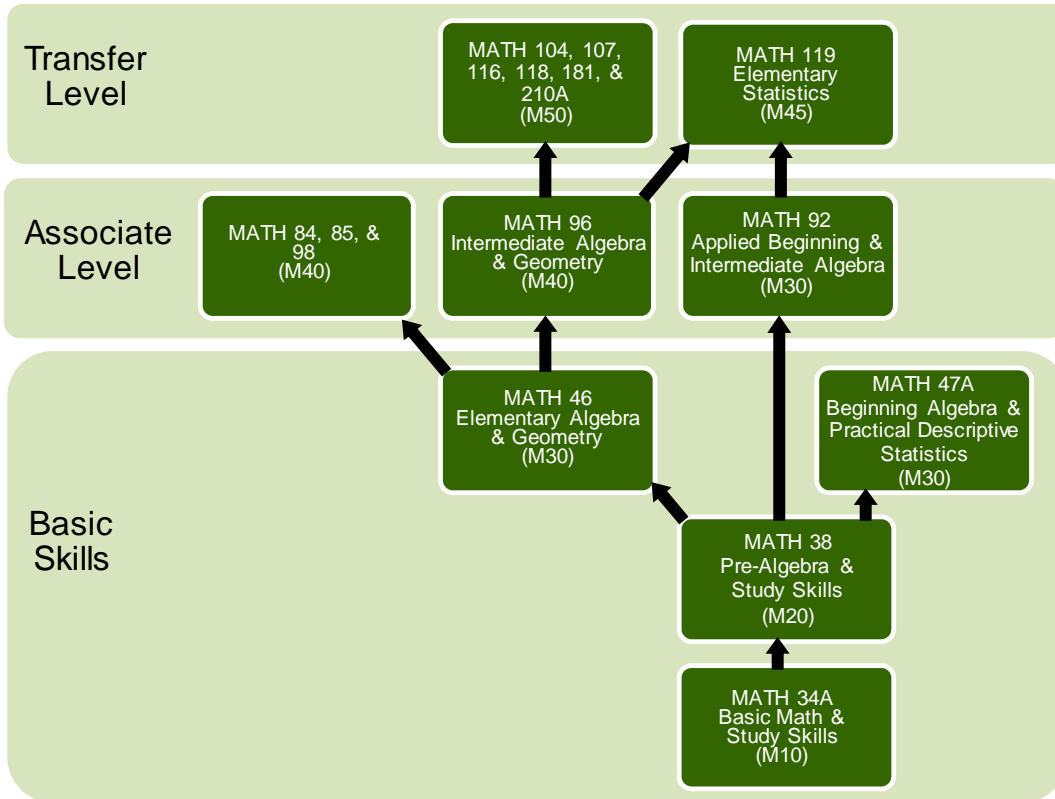 Transfer
Level
MATH 104, 107,
116, 118, 181, &
210A
(M50)
MATH 119
Elementary
Statistics
(M45)
Associate
Level
MATH 84, 85, &
98
(M40)
MATH 96
Intermediate Algebra
& Geometry
(M40)
MATH 92
Applied Beginning &
Intermediate Algebra
(M30)
Basic
Skills
MATH 46
Elementary Algebra
& Geometry
(M30)
MATH 47A
Beginning Algebra &
Practical Descriptive
Statistics
(M30)
MATH 38
Pre-Algebra &
Study Skills
(M20)
MATH 34A
Basic Math &
Study Skills
(M10)